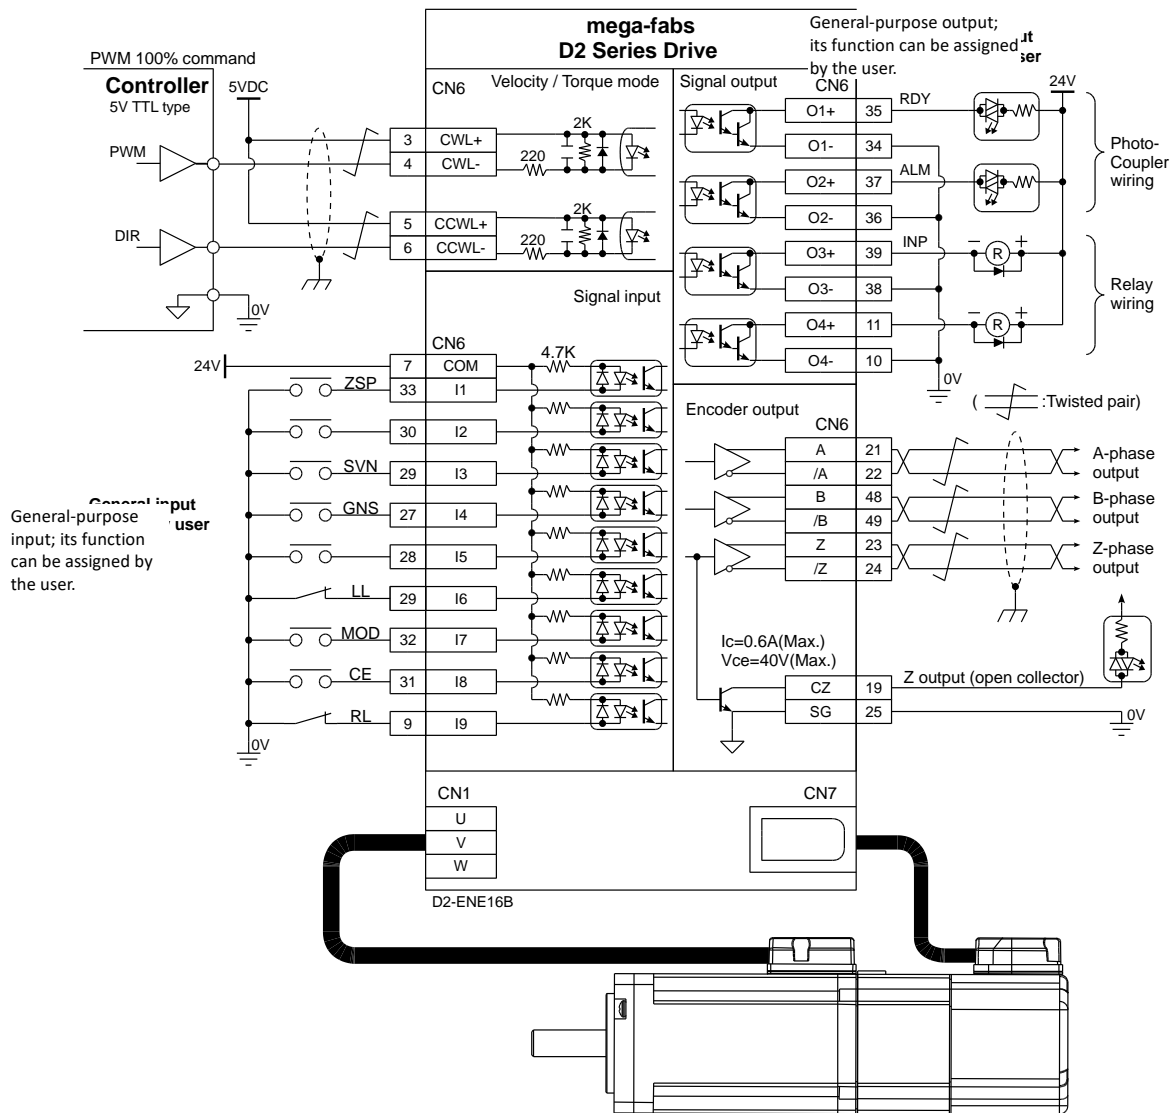 mega-fabs
D2 Series Drive
General-purpose output;
its function can be assigned
by the user.
ut
ser
PWM 100% command
Controller
5V TTL type
5VDC
PWM
DIR
0V
CN6
Velocity / Torque mode
3 CWL+
4 CWL-
220
2K
5 CCWL+
6 CCWL-
220
2K
Signal output
CN6
24V
O1+ 35 RDY
O1- 34
O2+ 37 ALM
O2- 36
O3+ 39 INP
O3- 38
O4+ 11
O4- 10
R
R
0V
Photo-
Coupler
wiring
Relay
wiring
( :Twisted pair)
Signal input
CN6
4.7K
24V 7 COM
ZSP 33 I1
30 I2
SVN 29 I3
GNS 27 I4
28 I5
LL 29 I6
MOD 32 I7
CE 31 I8
RL 9 I9
0V
General input
user
General-purpose
input; its function
can be assigned by
the user.
Encoder output
CN6
A 21
/A 22
B 48
/B 49
Z 23
/Z 24
A-phase
output
B-phase
output
Z-phase
output
Ic=0.6A(Max.)
Vce=40V(Max.)
CZ 19 Z output (open collector)
SG 25
0V
CN1
U
V
W
CN7
D2-ENE16B